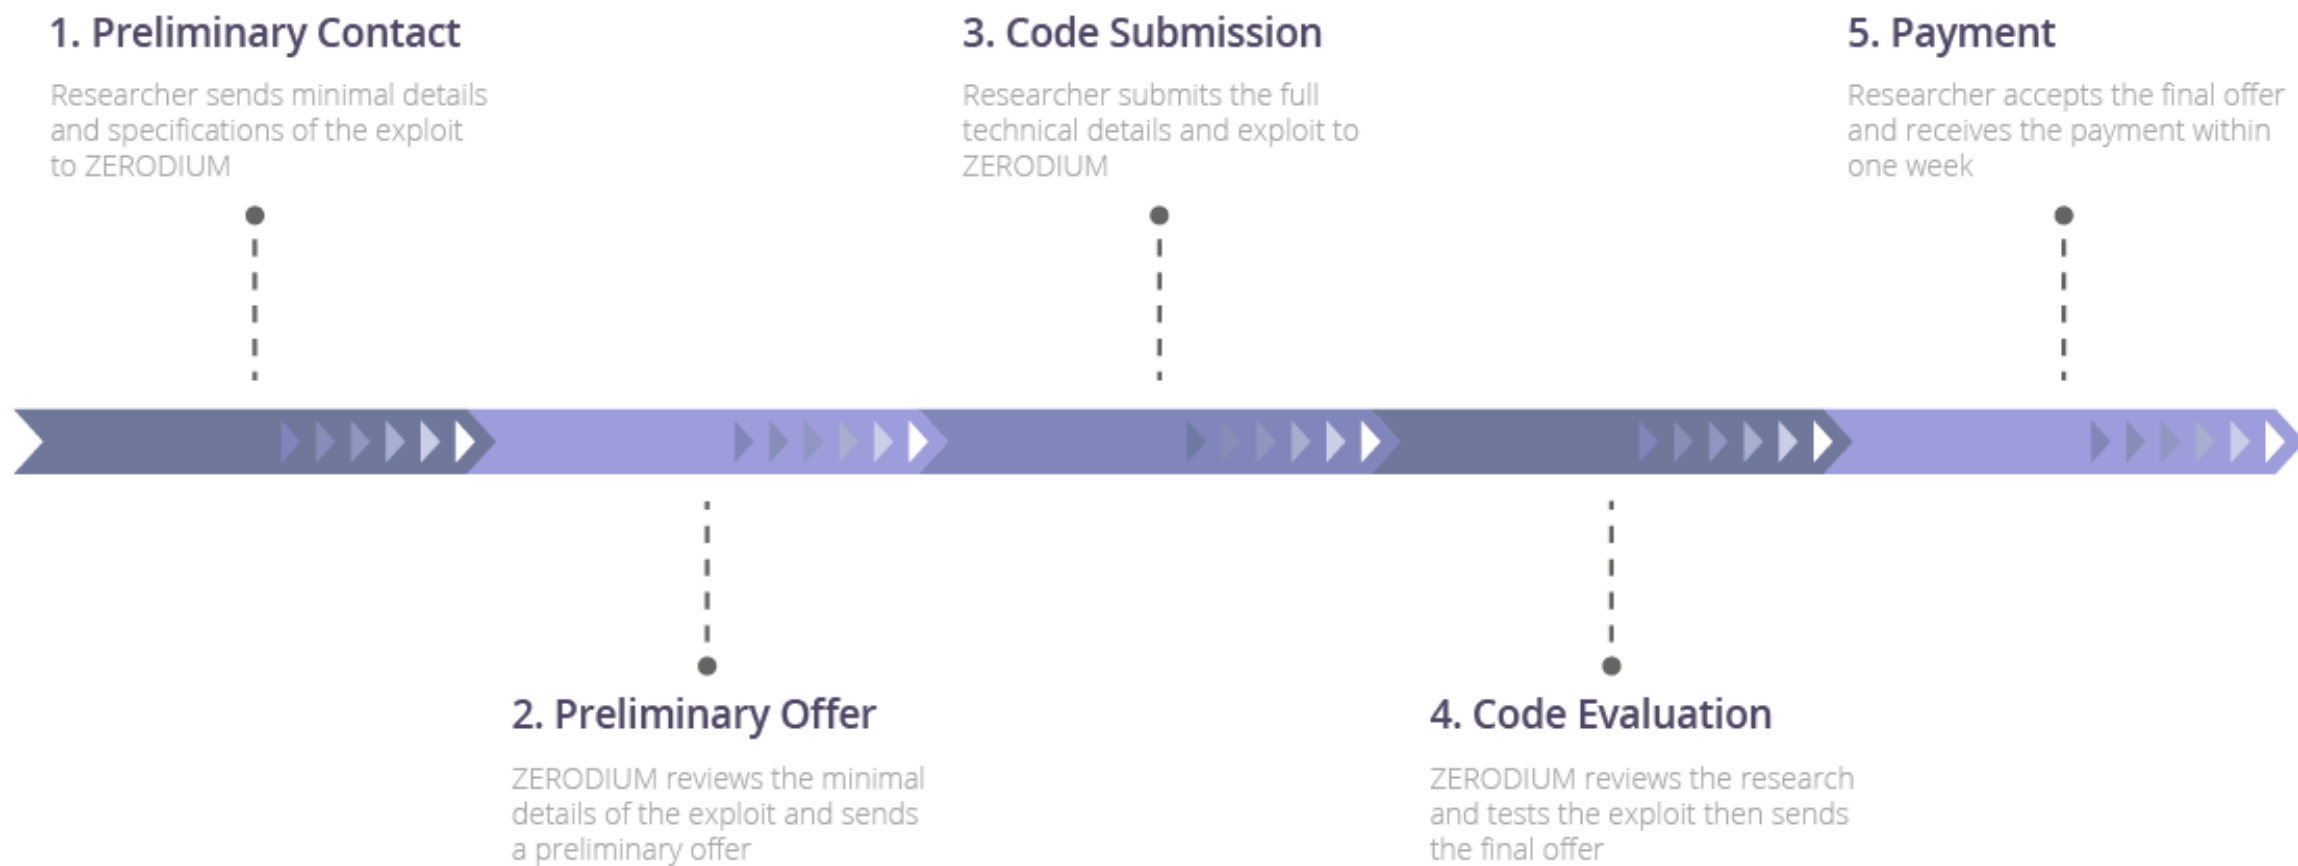 1. Preliminary Contact
Researcher sends minimal details
and specifications of the exploit
to ZERODIUM
2. Preliminary Offer
ZERODIUM reviews the minimal
details of the exploit and sends
a preliminary offer
3. Code Submission
Researcher submits the full
technical details and exploit to
ZERODIUM
4. Code Evaluation
ZERODIUM reviews the research
and tests the exploit then sends
the final offer
5. Payment
Researcher accepts the final offer
and receives the payment within
one week